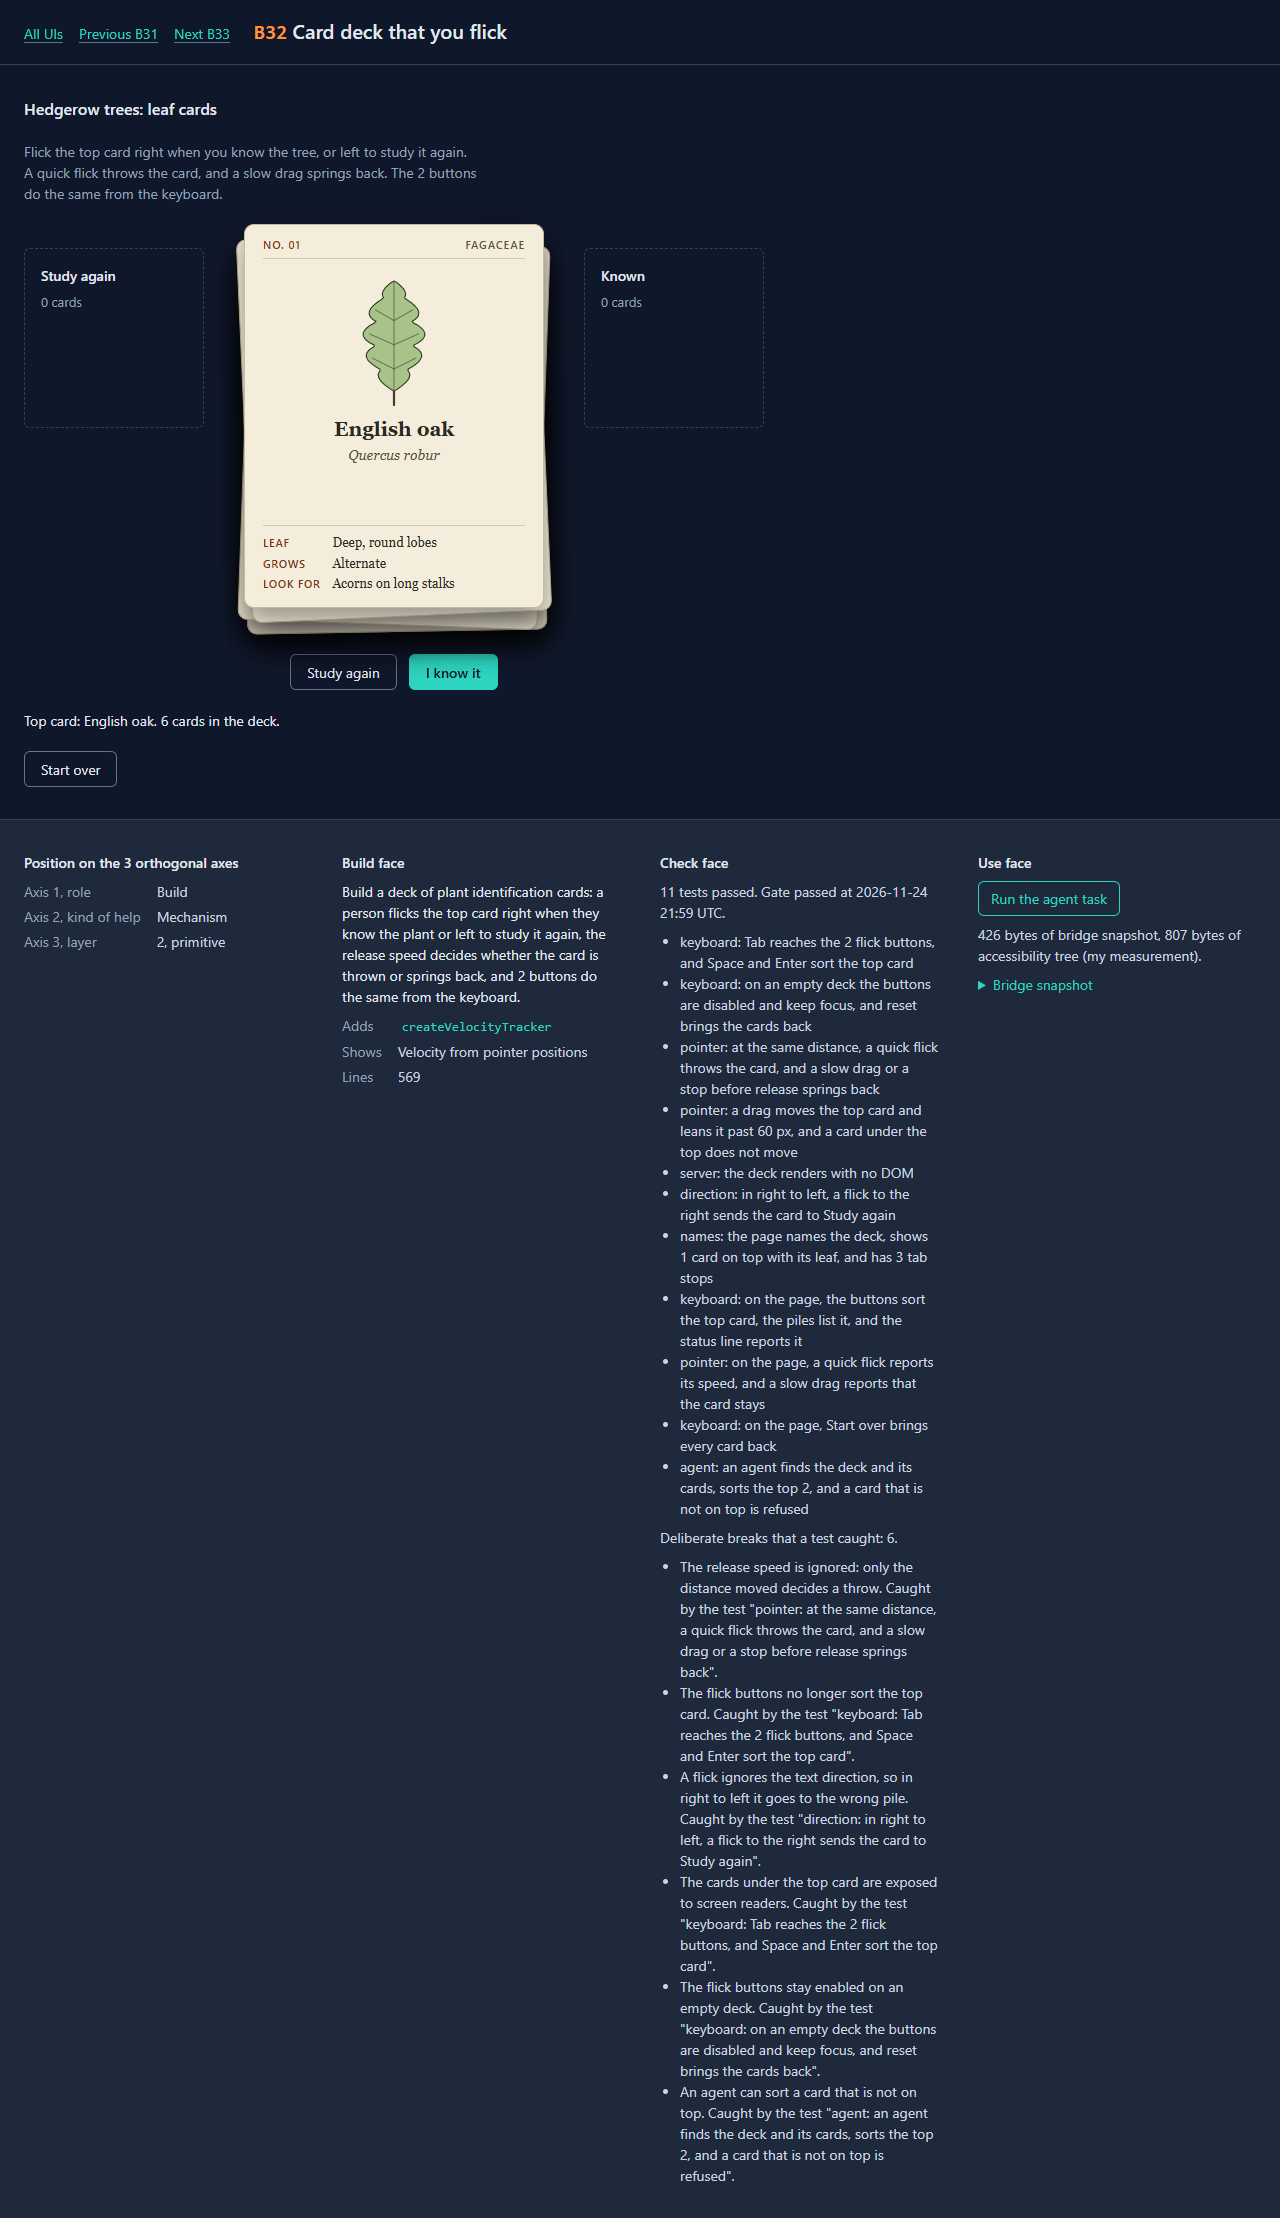 All UIs
Previous B31
Next B33
B32 Card deck that you flick
Hedgerow trees: leaf cards
Flick the top card right when you know the tree, or left to study it again.
A quick flick throws the card, and a slow drag springs back. The 2 buttons
do the same from the keyboard.
Study again
0 cards
NO. 01
FAGACEAE
English oak
Quercus robur
LEAF Deep, round lobes
GROWS Alternate
LOOK FOR Acorns on long stalks
Known
0 cards
Study again
I know it
Top card: English oak. 6 cards in the deck.
Start over
Position on the 3 orthogonal axes
Axis 1, role Build
Axis 2, kind of help Mechanism
Axis 3, layer 2, primitive
Build face
Build a deck of plant identification cards: a
person flicks the top card right when they
know the plant or left to study it again, the
release speed decides whether the card is
thrown or springs back, and 2 buttons do
the same from the keyboard.
Adds createVelocityTracker
Shows Velocity from pointer positions
Lines 569
Check face
11 tests passed. Gate passed at 2026-11-24
21:59 UTC.
• keyboard: Tab reaches the 2 flick buttons,
and Space and Enter sort the top card
• keyboard: on an empty deck the buttons
are disabled and keep focus, and reset
brings the cards back
• pointer: at the same distance, a quick flick
throws the card, and a slow drag or a
stop before release springs back
• pointer: a drag moves the top card and
leans it past 60 px, and a card under the
top does not move
• server: the deck renders with no DOM
• direction: in right to left, a flick to the
right sends the card to Study again
• names: the page names the deck, shows
1 card on top with its leaf, and has 3 tab
stops
• keyboard: on the page, the buttons sort
the top card, the piles list it, and the
status line reports it
• pointer: on the page, a quick flick reports
its speed, and a slow drag reports that
the card stays
• keyboard: on the page, Start over brings
every card back
• agent: an agent finds the deck and its
cards, sorts the top 2, and a card that is
not on top is refused
Deliberate breaks that a test caught: 6.
• The release speed is ignored: only the
distance moved decides a throw. Caught
by the test "pointer: at the same distance,
a quick flick throws the card, and a slow
drag or a stop before release springs
back".
• The flick buttons no longer sort the top
card. Caught by the test "keyboard: Tab
reaches the 2 flick buttons, and Space
and Enter sort the top card".
• A flick ignores the text direction, so in
right to left it goes to the wrong pile.
Caught by the test "direction: in right to
left, a flick to the right sends the card to
Study again".
• The cards under the top card are exposed
to screen readers. Caught by the test
"keyboard: Tab reaches the 2 flick
buttons, and Space and Enter sort the top
card".
• The flick buttons stay enabled on an
empty deck. Caught by the test
"keyboard: on an empty deck the buttons
are disabled and keep focus, and reset
brings the cards back".
• An agent can sort a card that is not on
top. Caught by the test "agent: an agent
finds the deck and its cards, sorts the top
2, and a card that is not on top is
refused".
Use face
Run the agent task
426 bytes of bridge snapshot, 807 bytes of
accessibility tree (my measurement).
▶ Bridge snapshot